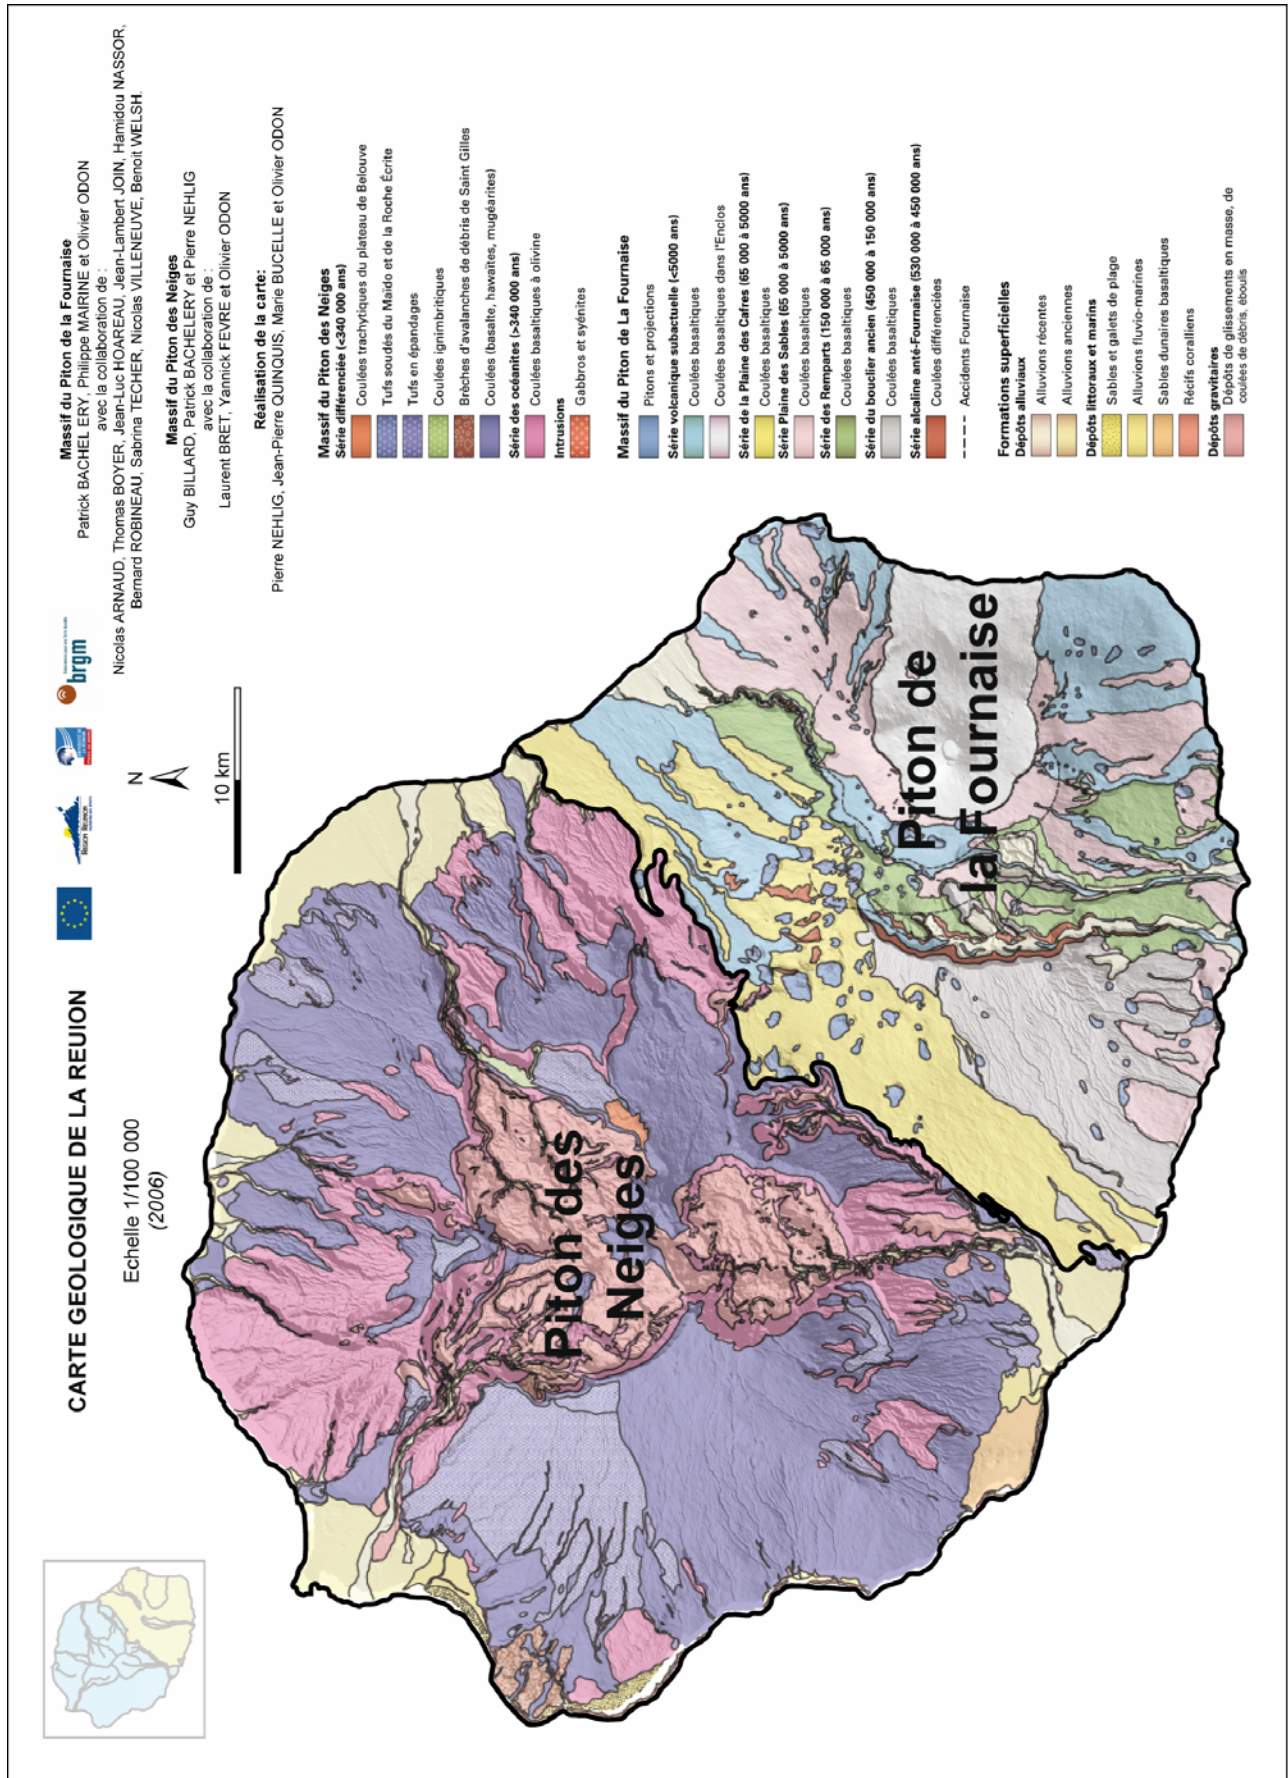 CARTE GEOLOGIQUE DE LA REUION
Echelle 1/100 000
(2006)
REGION REUNION
brgm
N
10 km
Massif du Piton de la Fournaise
Patrick BACHELERY, Philippe MAIRINE et Olivier ODON
avec la collaboration de :
Nicolas ARNAUD, Thomas BOYER, Jean-Luc HOAREAU, Jean-Lambert JOIN, Hamidou NASSOR,
Bernard ROBINEAU, Sabrina TECHER, Nicolas VILLENEUVE, Benoit WELSH.
Massif du Piton des Neiges
Guy BILLARD, Patrick BACHELERY et Pierre NEHLIG
avec la collaboration de :
Laurent BRET, Yannick FEVRE et Olivier ODON
Réalisation de la carte:
Pierre NEHLIG, Jean-Pierre QUINQUIS, Marie BUCELLE et Olivier ODON
Massif du Piton des Neiges
Série différenciée (<340 000 ans)
Coulées trachytiques du plateau de Belouve
Tufs soudés du Maido et de la Roche Écrite
Tufs en épandages
Coulées ignimbritiques
Brèches d'avalanches de débris de Saint Gilles
Coulées (basalte, hawaïtes, mugéarites)
Série des océanites (>340 000 ans)
Coulées basaltiques à olivine
Intrusions
Gabbros et syénites
Massif du Piton de La Fournaise
Pitons et projections
Série volcanique subactuelle (<5000 ans)
Coulées basaltiques
Coulées basaltiques dans l'Enclos
Série de la Plaine des Cafres (65 000 à 5000 ans)
Coulées basaltiques
Série Plaine des Sables (65 000 à 5000 ans)
Coulées basaltiques
Série des Remparts (150 000 à 65 000 ans)
Coulées basaltiques
Série du bouclier ancien (450 000 à 150 000 ans)
Coulées basaltiques
Série alcaline anté-Fournaise (530 000 à 450 000 ans)
Coulées différenciées
Accidents Fournaise
Formations superficielles
Dépôts alluviaux
Alluvions récentes
Alluvions anciennes
Dépôts littoraux et marins
Sables et galets de plage
Alluvions fluvio-marines
Sables dunaires basaltiques
Récifs coralliens
Dépôts gravitaires
Dépôts de glissements en masse, de
coulées de débris, éboulis
Piton des
Neiges
Piton de
la Fournaise